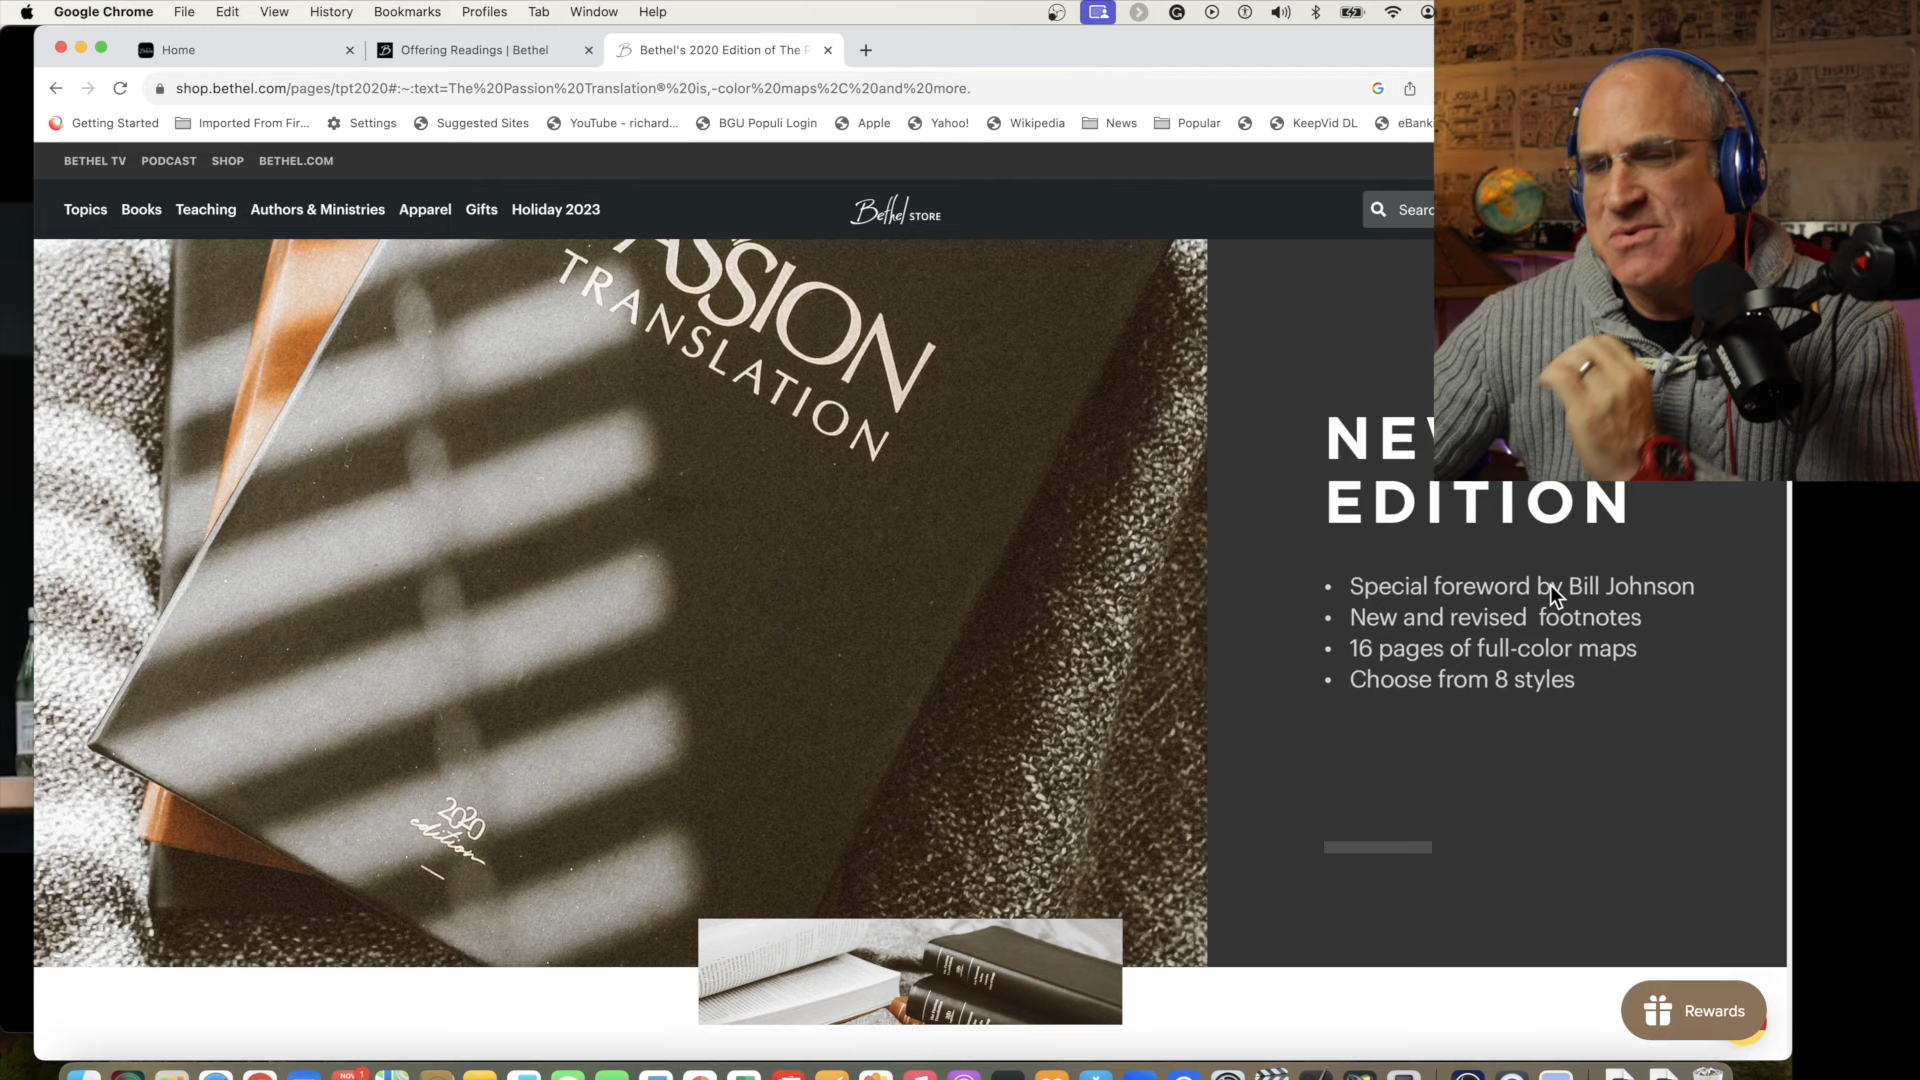 Google Chrome File Edit View History Bookmarks Profiles Tab Window Help
Home
Offering Readings | Bethel
Bethel's 2020 Edition of The P
shop.bethel.com/pages/tpt2020#:~:text=The%20Passion%20Translation®%20is,-color%20maps%2C%20and%20more.
Getting Started Imported From Fir... Settings Suggested Sites YouTube - richard... BGU Populi Login Apple Yahoo! Wikipedia News Popular KeepVid DL eBank
BETHEL TV PODCAST SHOP BETHEL.COM
Topics Books Teaching Authors & Ministries Apparel Gifts Holiday 2023
Bethel STORE
Searc
ASSION
TRANSLATION
2020
edition
NEW
EDITION
• Special foreword by Bill Johnson
• New and revised footnotes
• 16 pages of full-color maps
• Choose from 8 styles
Rewards
SHURE
NOV
1